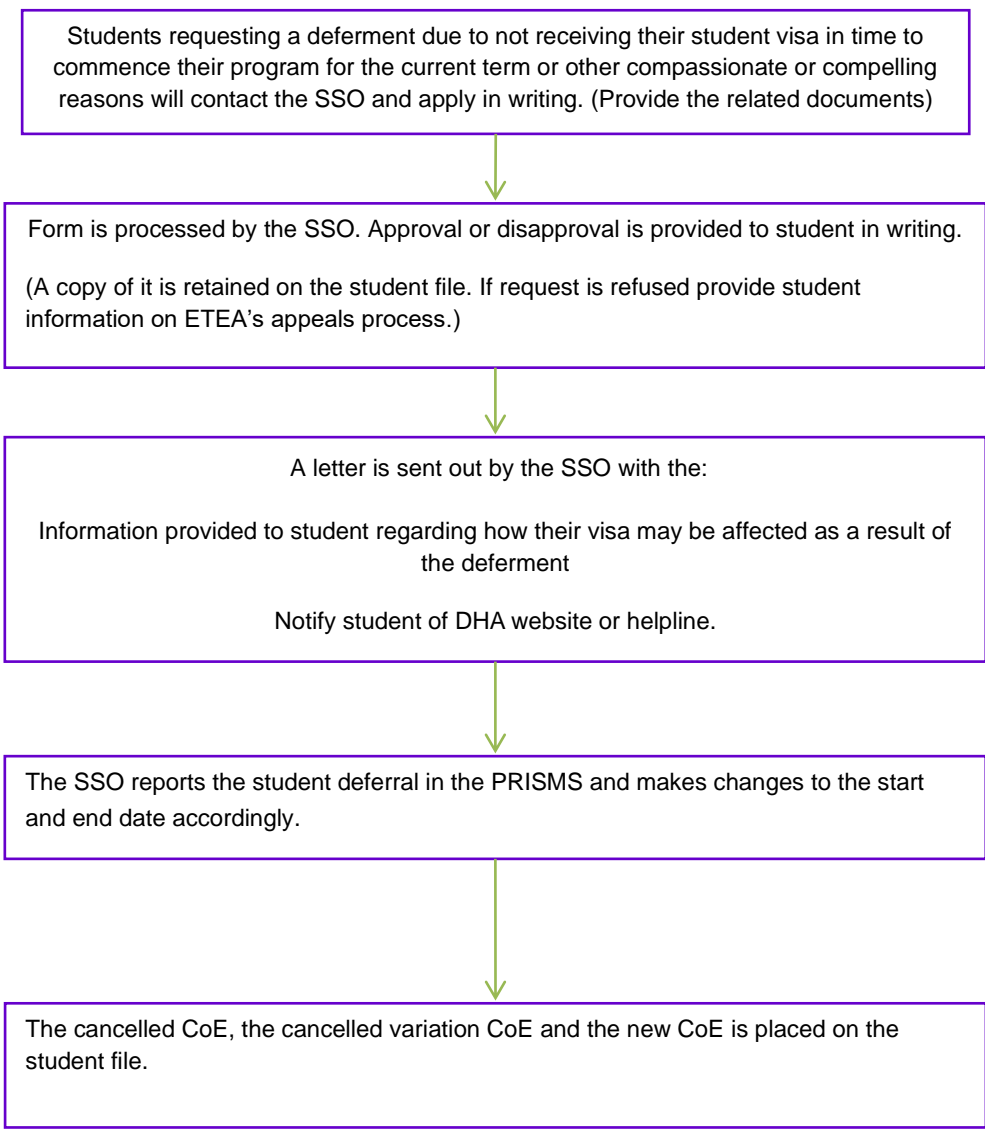 Students requesting a deferment due to not receiving their student visa in time to
commence their program for the current term or other compassionate or compelling
reasons will contact the SSO and apply in writing. (Provide the related documents)
Form is processed by the SSO. Approval or disapproval is provided to student in writing.
(A copy of it is retained on the student file. If request is refused provide student
information on ETEA's appeals process.)
A letter is sent out by the SSO with the:
Information provided to student regarding how their visa may be affected as a result of
the deferment
Notify student of DHA website or helpline.
The SSO reports the student deferral in the PRISMS and makes changes to the start
and end date accordingly.
The cancelled CoE, the cancelled variation CoE and the new CoE is placed on the
student file.